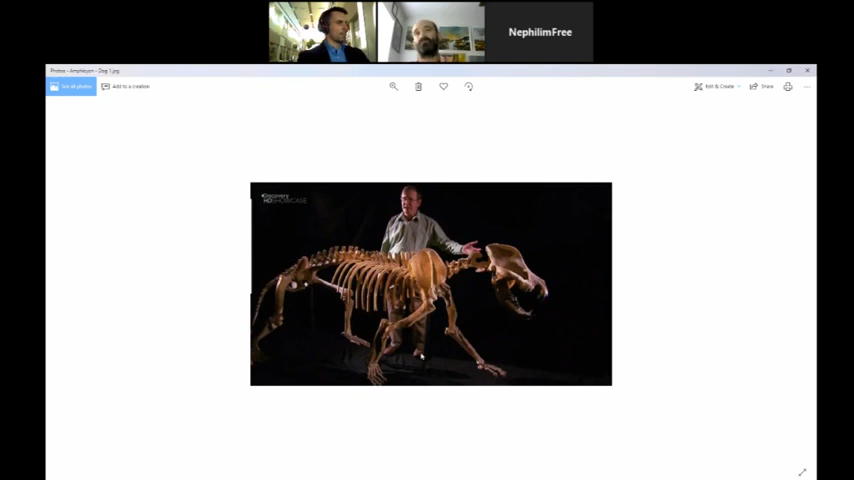 NephilimFree
Photos - Amphicyon - Dog 1.jpg
See all photos
Add to a creation
Edit & Create
Share
Discovery
HD SHOWCASE